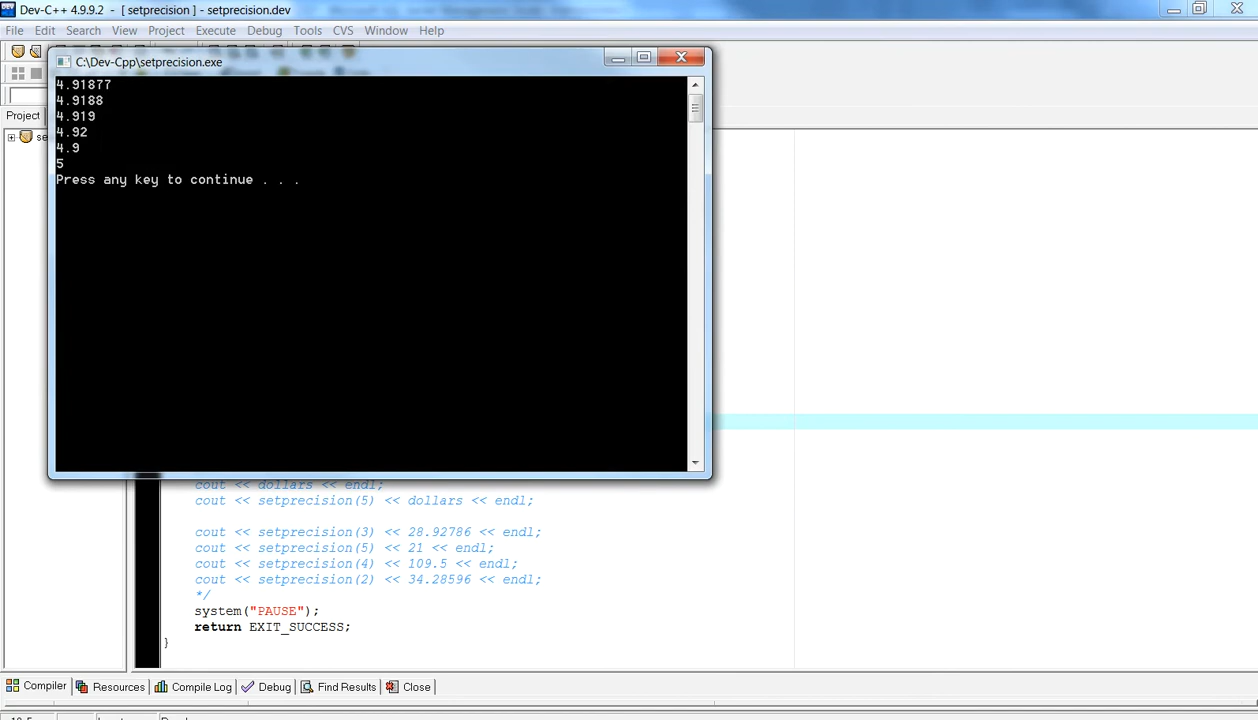 Dev-C++ 4.9.9.2 - [ setprecision ] - setprecision.dev
File Edit Search View Project Execute Debug Tools CVS Window Help
C:\Dev-Cpp\setprecision.exe
Project
se
4.91877
4.9188
4.919
4.92
4.9
5
Press any key to continue . . .
cout << dollars << endl;
cout << setprecision(5) << dollars << endl;
cout << setprecision(3) << 28.92786 << endl;
cout << setprecision(5) << 21 << endl;
cout << setprecision(4) << 109.5 << endl;
cout << setprecision(2) << 34.28596 << endl;
*/
system("PAUSE");
return EXIT_SUCCESS;
}
Compiler Resources Compile Log Debug Find Results Close